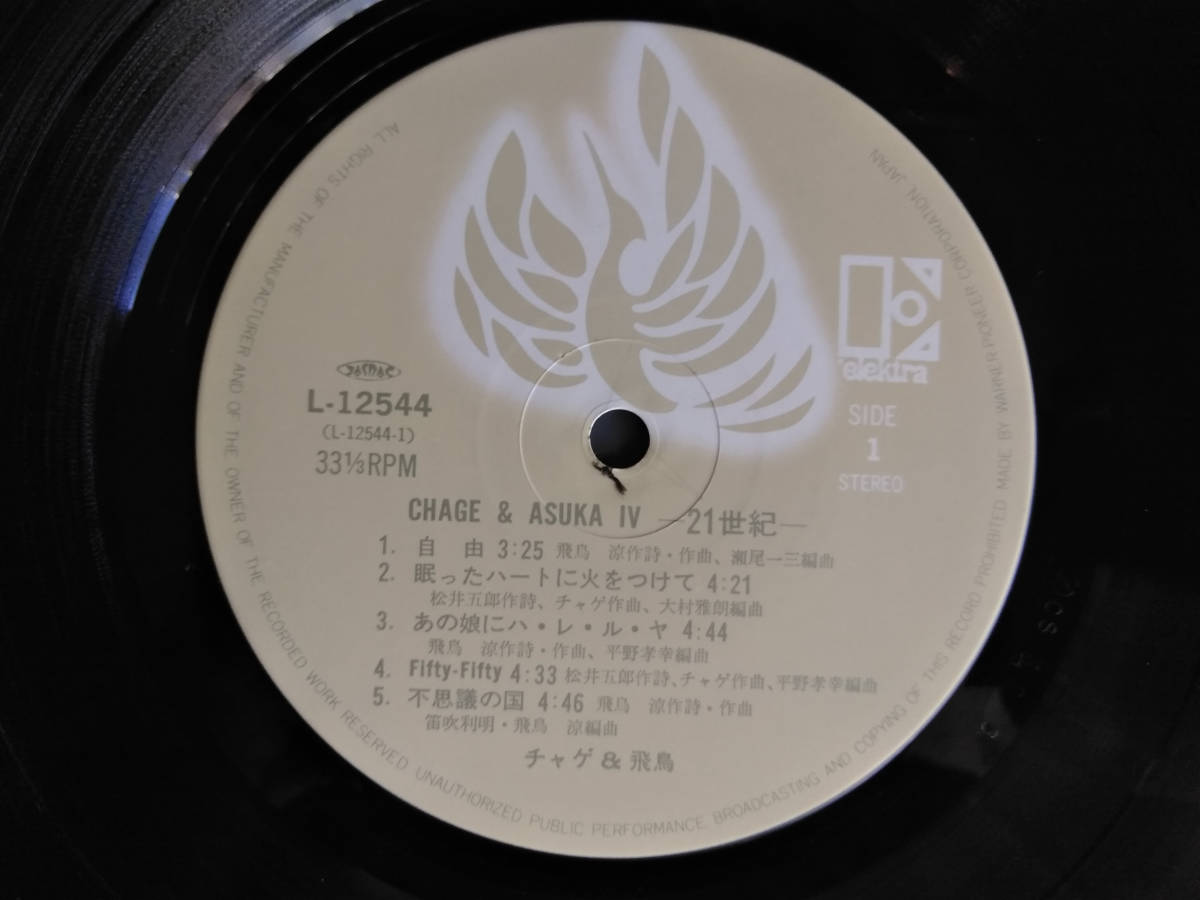 ALL RIGHTS OF THE MANUFACTURER AND OF THE OWNER OF THE RECORDED WORK RESERVED UNAUTHORIZED PUBLIC PERFORMANCE, BROADCASTING AND COPYING OF THIS RECORD PROHIBITED MADE BY WARNER-PIONEER CORPORATION, JAPAN
elektra
L-12544
(L-12544-1)
33⅓RPM
SIDE
1
STEREO
CHAGE & ASUKA IV —21世紀—
1. 自 由 3:25 飛鳥 涼作詩・作曲、瀬尾一三編曲
2. 眠ったハートに火をつけて 4:21
松井五郎作詩、チャゲ作曲、大村雅朗編曲
3. あの娘にハ・レ・ル・ヤ 4:44
飛鳥 涼作詩・作曲、平野孝幸編曲
4. Fifty-Fifty 4:33 松井五郎作詩、チャゲ作曲、平野孝幸編曲
5. 不思議の国 4:46 飛鳥 涼作詩・作曲
笛吹利明・飛鳥 涼編曲
チャゲ&飛鳥